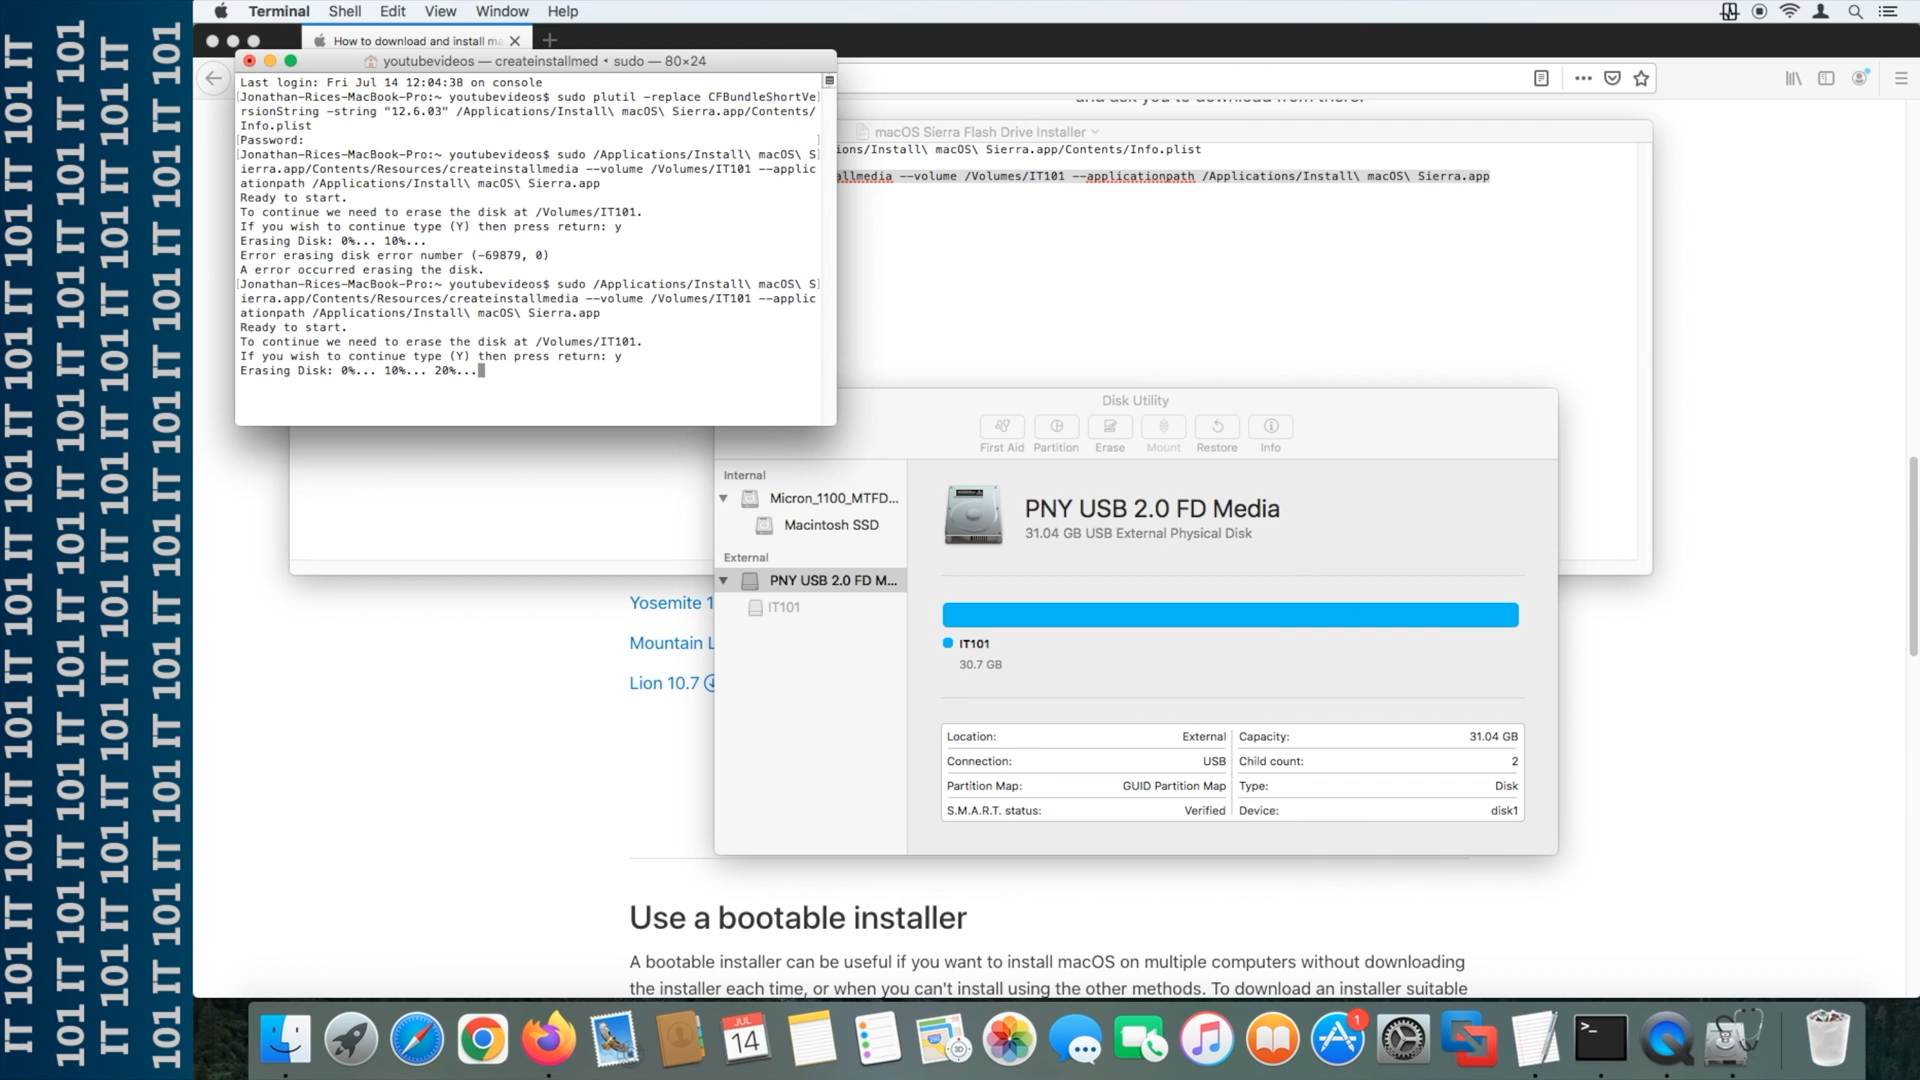 IT 101 IT 101 IT 101 IT 101 IT 101 IT 101 IT 101 IT 101
101 IT 101 IT 101 IT 101 IT 101 IT 101 IT 101 IT 101
IT 101 IT 101 IT 101 IT 101 IT 101 IT 101 IT 101 IT
101 IT 101 IT 101 IT 101 IT 101 IT 101 IT 101 IT 101
Terminal Shell Edit View Window Help
How to download and install ma
youtubevideos — createinstallmed • sudo — 80×24
Last login: Fri Jul 14 12:04:38 on console
[Jonathan-Rices-MacBook-Pro:~ youtubevideos$ sudo plutil -replace CFBundleShortVe]
rsionString -string "12.6.03" /Applications/Install\ macOS\ Sierra.app/Contents/
Info.plist
[Password: ]
[Jonathan-Rices-MacBook-Pro:~ youtubevideos$ sudo /Applications/Install\ macOS\ S]
ierra.app/Contents/Resources/createinstallmedia --volume /Volumes/IT101 --applic
ationpath /Applications/Install\ macOS\ Sierra.app
Ready to start.
To continue we need to erase the disk at /Volumes/IT101.
If you wish to continue type (Y) then press return: y
Erasing Disk: 0%... 10%...
Error erasing disk error number (-69879, 0)
A error occurred erasing the disk.
[Jonathan-Rices-MacBook-Pro:~ youtubevideos$ sudo /Applications/Install\ macOS\ S]
ierra.app/Contents/Resources/createinstallmedia --volume /Volumes/IT101 --applic
ationpath /Applications/Install\ macOS\ Sierra.app
Ready to start.
To continue we need to erase the disk at /Volumes/IT101.
If you wish to continue type (Y) then press return: y
Erasing Disk: 0%... 10%... 20%...
and ask you to download from there.
macOS Sierra Flash Drive Installer
ions/Install\ macOS\ Sierra.app/Contents/Info.plist
allmedia --volume /Volumes/IT101 --applicationpath /Applications/Install\ macOS\ Sierra.app
Disk Utility
First Aid Partition Erase Mount Restore Info
Internal
Micron_1100_MTFD...
Macintosh SSD
External
PNY USB 2.0 FD M...
IT101
PNY USB 2.0 FD Media
31.04 GB USB External Physical Disk
IT101
30.7 GB
Location: External Capacity: 31.04 GB
Connection: USB Child count: 2
Partition Map: GUID Partition Map Type: Disk
S.M.A.R.T. status: Verified Device: disk1
Yosemite 1
Mountain L
Lion 10.7
Use a bootable installer
A bootable installer can be useful if you want to install macOS on multiple computers without downloading
the installer each time, or when you can't install using the other methods. To download an installer suitable
JUL
14
3D
1
>_